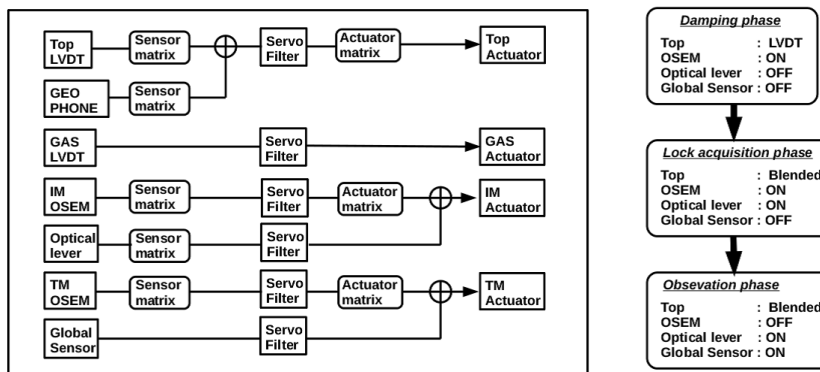 Top LVDT
Sensor matrix
Servo Filter
Actuator matrix
Top Actuator
GEO PHONE
Sensor matrix
GAS LVDT
Servo Filter
GAS Actuator
IM OSEM
Sensor matrix
Servo Filter
Actuator matrix
IM Actuator
Optical lever
Sensor matrix
Servo Filter
TM OSEM
Sensor matrix
Servo Filter
Actuator matrix
TM Actuator
Global Sensor
Servo Filter
Damping phase
Top : LVDT
OSEM : ON
Optical lever : OFF
Global Sensor : OFF
Lock acquisition phase
Top : Blended
OSEM : ON
Optical lever : ON
Global Sensor : OFF
Obsevation phase
Top : Blended
OSEM : OFF
Optical lever : ON
Global Sensor : ON